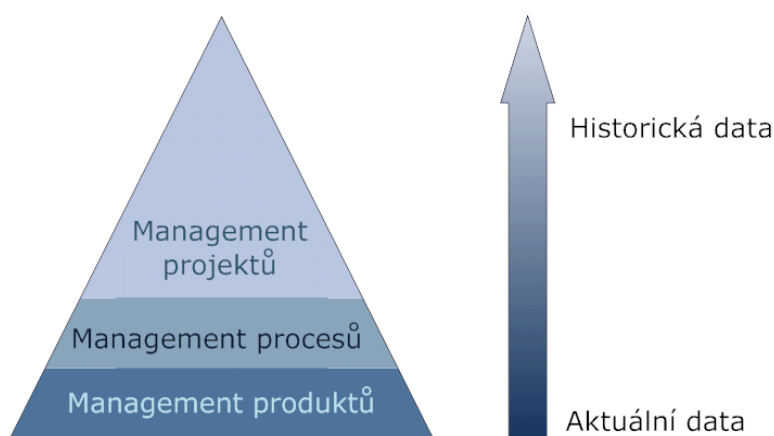 Management
projektů
Management procesů
Management produktů
Historická data
Aktuální data